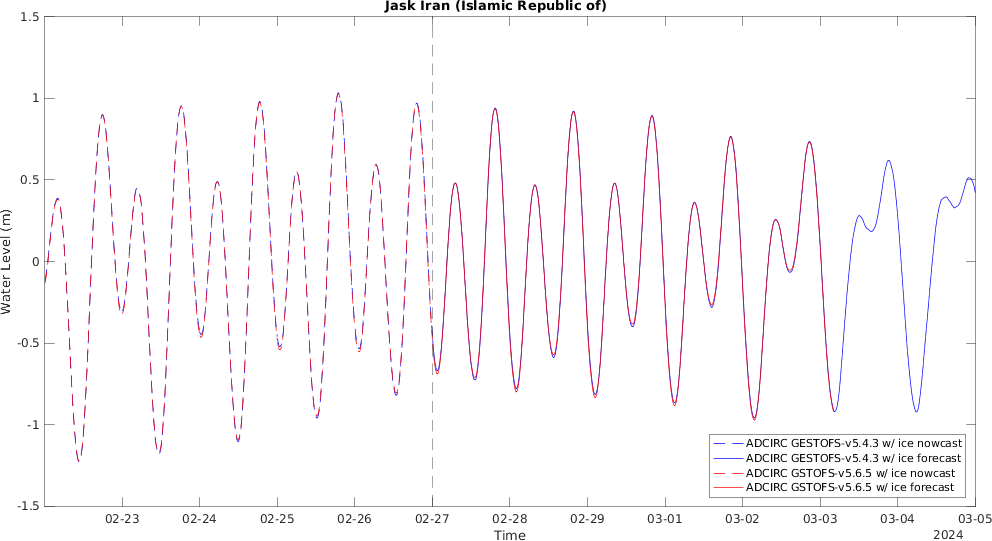 Jask Iran (Islamic Republic of)
1.5
1
0.5
0
-0.5
-1
-1.5
Water Level (m)
02-23 02-24 02-25 02-26 02-27 02-28 02-29 03-01 03-02 03-03 03-04 03-05
Time
2024
ADCIRC GESTOFS-v5.4.3 w/ ice nowcast
ADCIRC GESTOFS-v5.4.3 w/ ice forecast
ADCIRC GSTOFS-v5.6.5 w/ ice nowcast
ADCIRC GSTOFS-v5.6.5 w/ ice forecast